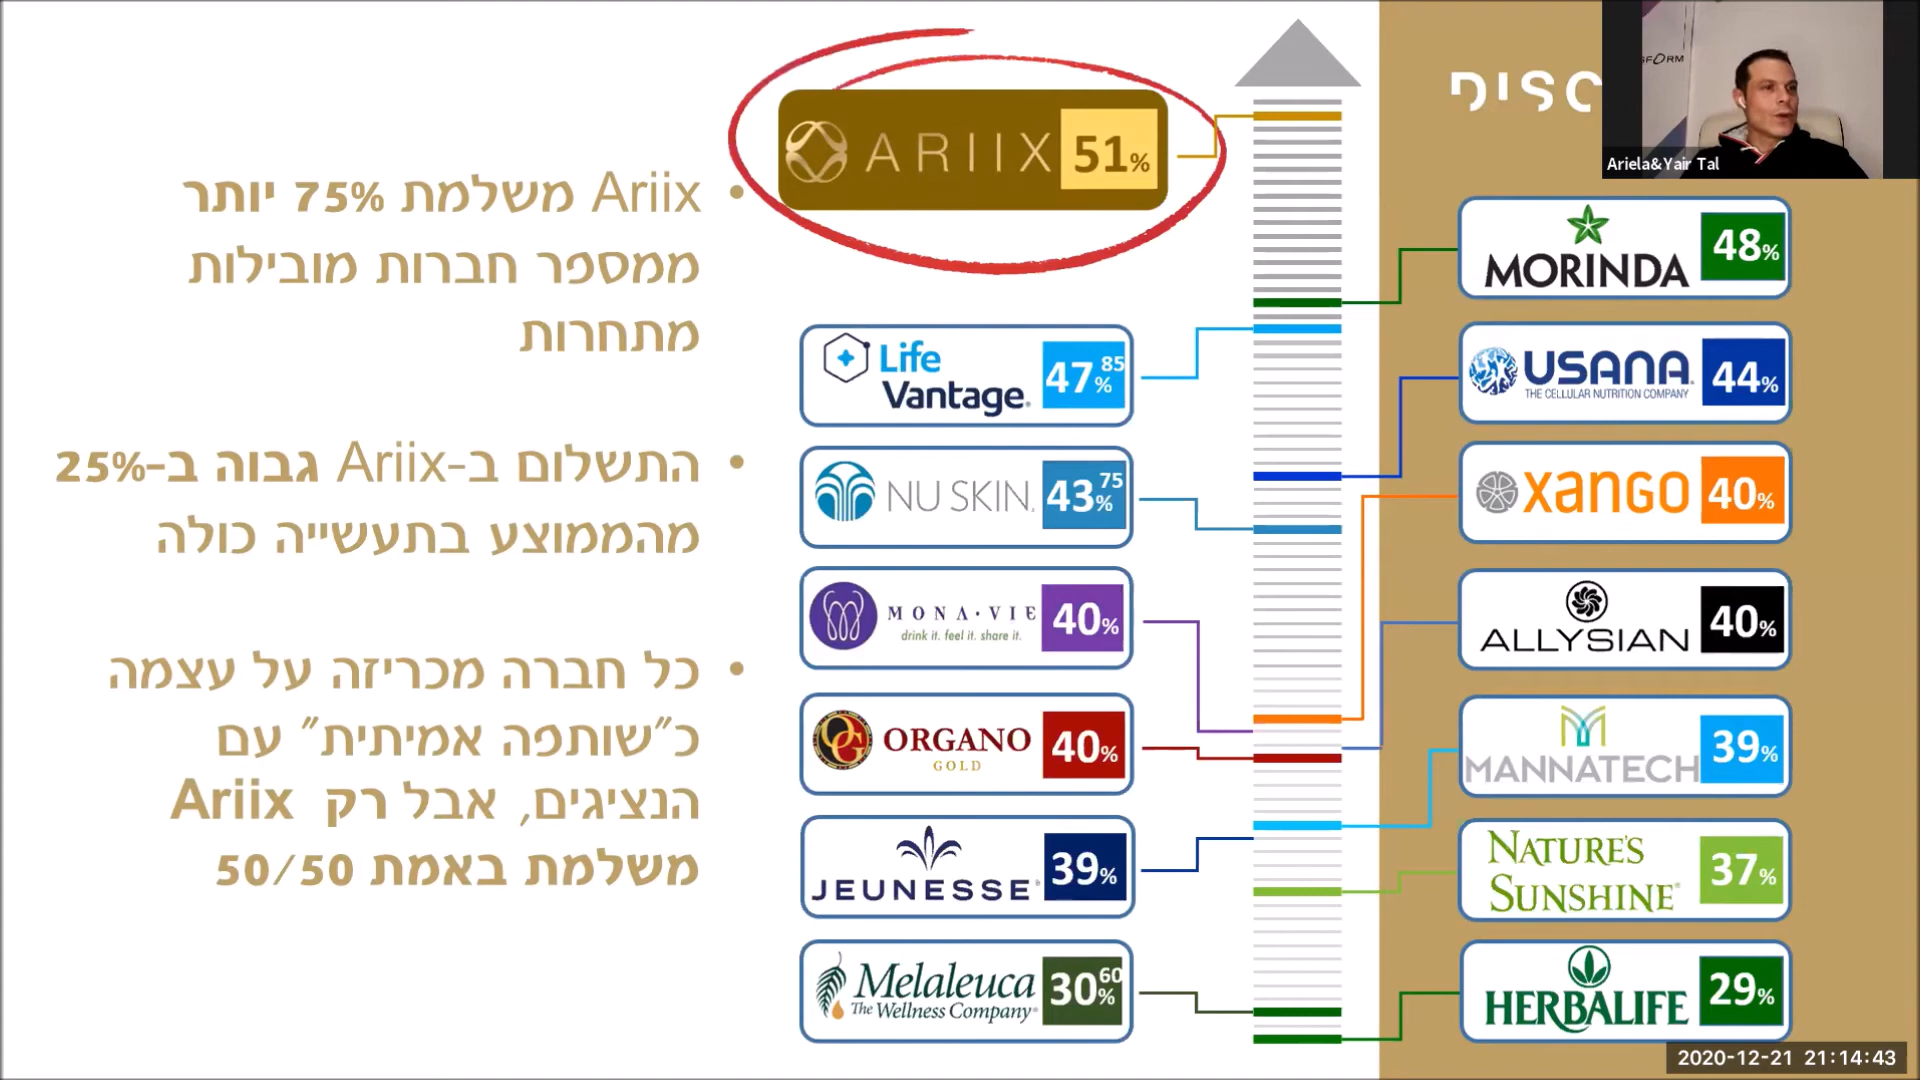 ARIIX 51%
DISC
FORM
Ariela&Yair Tal
• Ariix משלמת 75% יותר
ממספר חברות מובילות
מתחרות
• התשלום ב-Ariix גבוה ב-25%
מהממוצע בתעשייה כולה
• כל חברה מכריזה על עצמה
כ"שותפה אמיתית" עם
הנציגים, אבל רק Ariix
משלמת באמת 50/50
Life
Vantage 47 85 %
NU SKIN 43 75 %
MONA·VIE 40%
drink it. feel it. share it.
ORGANO 40%
GOLD
JEUNESSE 39%
Melaleuca 30 60 %
The Wellness Company
MORINDA 48%
USANA 44%
THE CELLULAR NUTRITION COMPANY
XANGO 40%
ALLYSIAN 40%
MANNATECH 39%
NATURE'S
SUNSHINE 37%
HERBALIFE 29%
2020-12-21 21:14:43